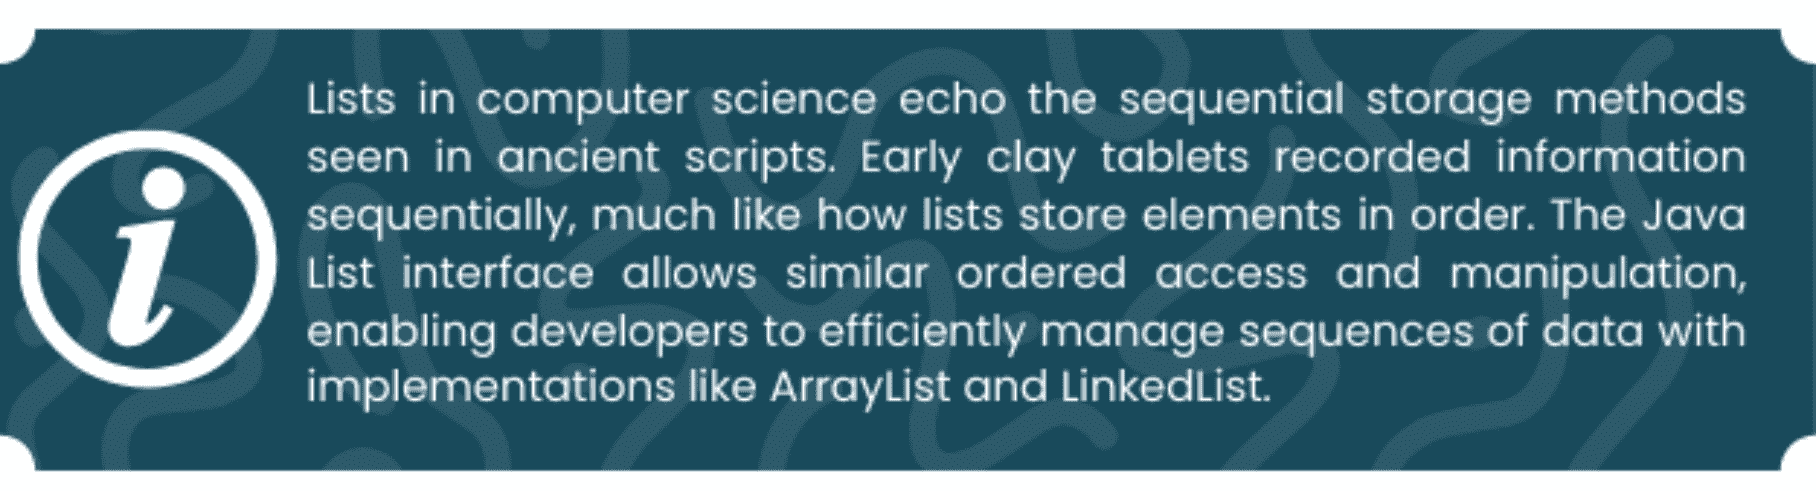 Lists in computer science echo the sequential storage methods
seen in ancient scripts. Early clay tablets recorded information
sequentially, much like how lists store elements in order. The Java
List interface allows similar ordered access and manipulation,
enabling developers to efficiently manage sequences of data with
implementations like ArrayList and LinkedList.